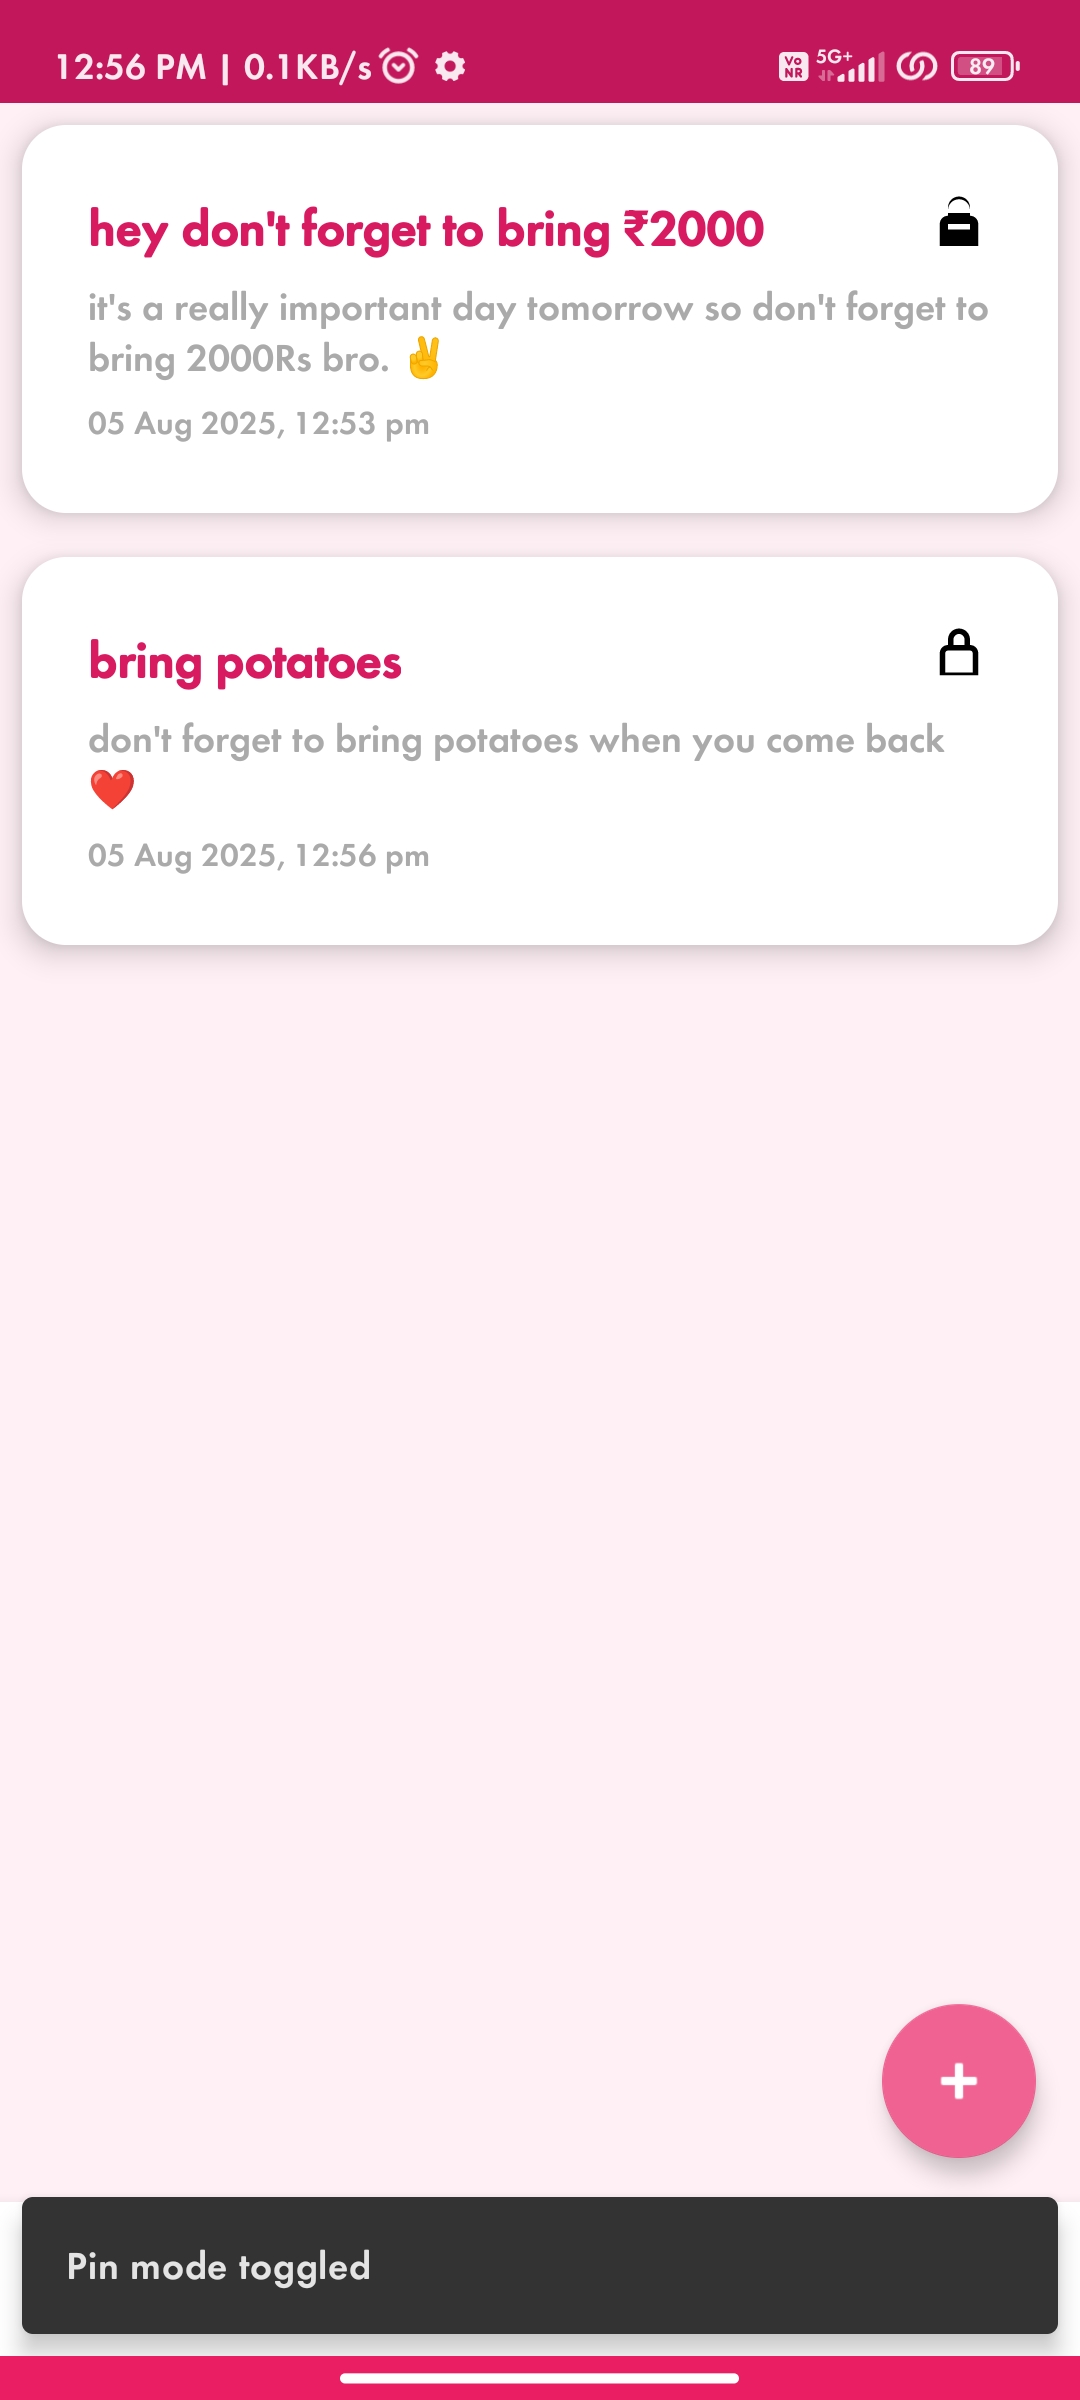 12:56 PM | 0.1KB/s
Vo
NR
5G+
89
hey don't forget to bring ₹2000
it's a really important day tomorrow so don't forget to
bring 2000Rs bro. ✌️
05 Aug 2025, 12:53 pm
bring potatoes
don't forget to bring potatoes when you come back
❤️
05 Aug 2025, 12:56 pm
Pin mode toggled